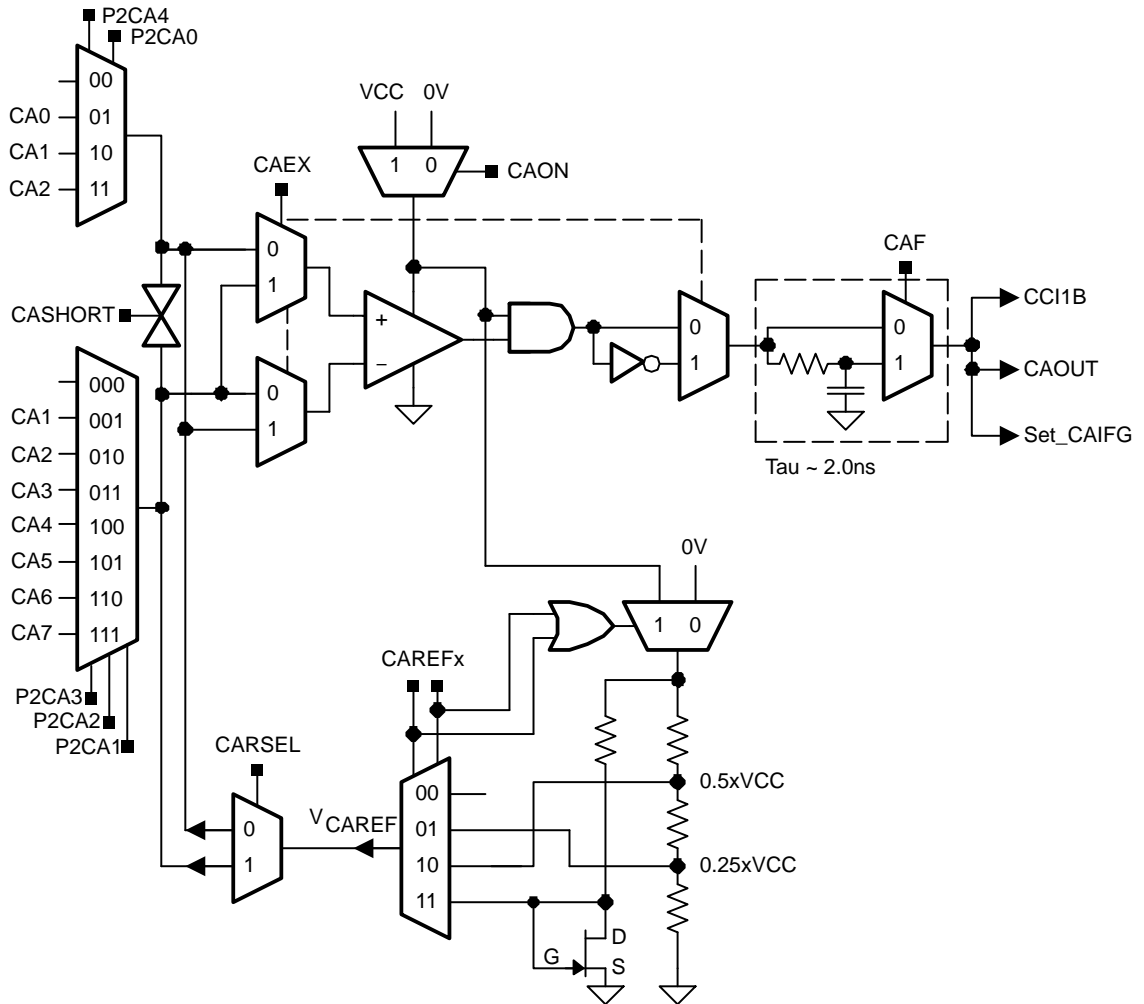 P2CA4
P2CA0
00
CA0 01
CA1 10
CA2 11
VCC 0V
1 0
CAON
CAEX
0
1
CASHORT
+
−
0
1
0
1
CAF
0
1
CCI1B
CAOUT
Set_CAIFG
Tau ~ 2.0ns
000
CA1 001
CA2 010
CA3 011
CA4 100
CA5 101
CA6 110
CA7 111
P2CA3
P2CA2
P2CA1
0V
1 0
CAREFx
CARSEL
0
1
VCAREF
00
01
10
11
0.5xVCC
0.25xVCC
G
D
S